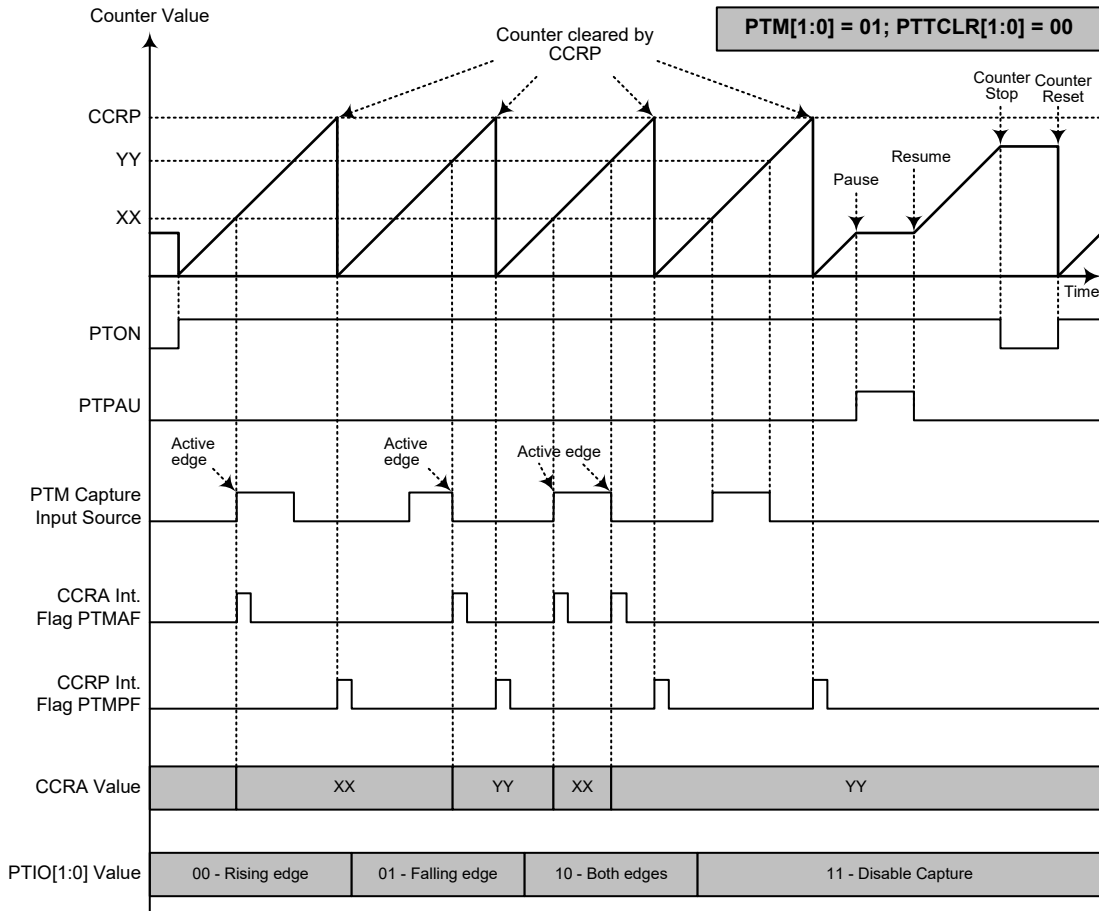 Counter Value
PTM[1:0] = 01; PTTCLR[1:0] = 00
Counter cleared by
CCRP
Counter
Stop
Counter
Reset
CCRP
YY
Resume
Pause
XX
Time
PTON
PTPAU
Active
edge
Active
edge
Active edge
PTM Capture
Input Source
CCRA Int.
Flag PTMAF
CCRP Int.
Flag PTMPF
CCRA Value
XX
YY
XX
YY
PTIO[1:0] Value
00 - Rising edge
01 - Falling edge
10 - Both edges
11 - Disable Capture